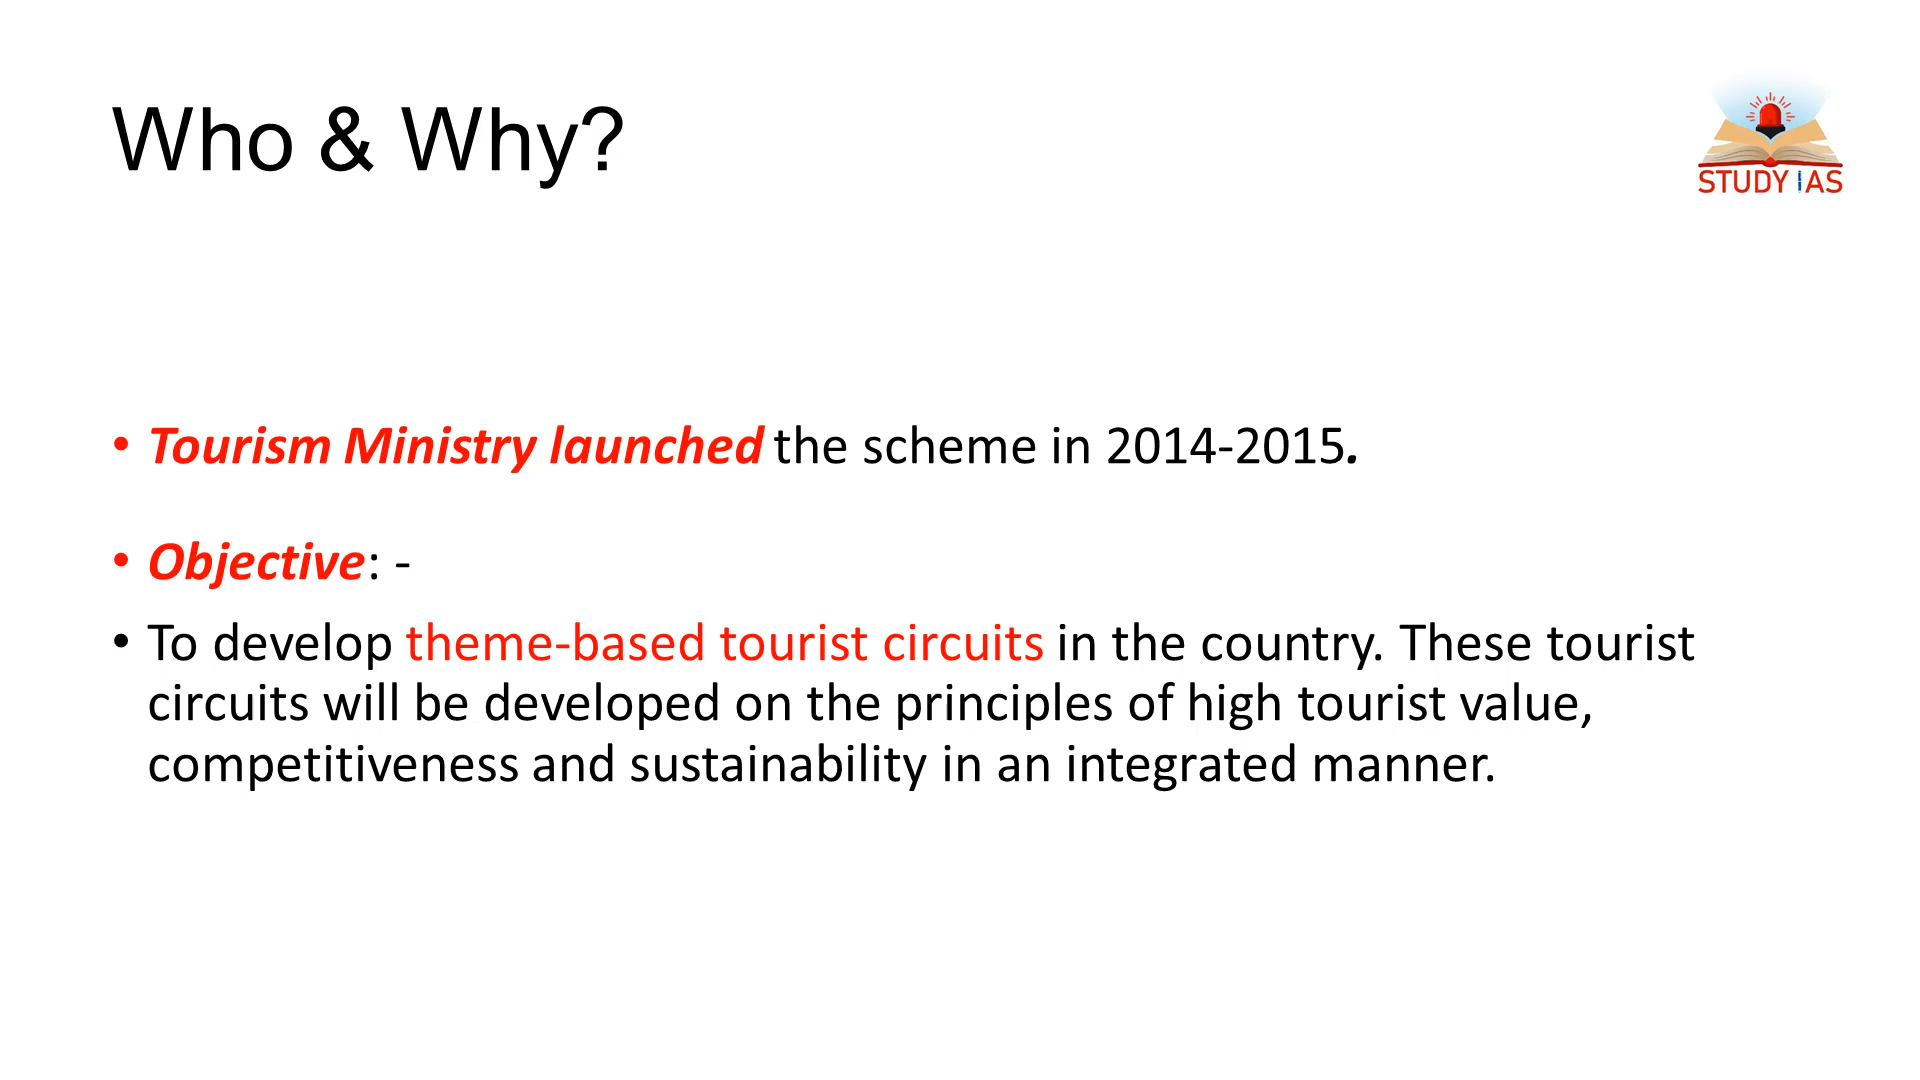 Who & Why?
STUDY IAS
• Tourism Ministry launched the scheme in 2014-2015.
• Objective: -
• To develop theme-based tourist circuits in the country. These tourist
circuits will be developed on the principles of high tourist value,
competitiveness and sustainability in an integrated manner.